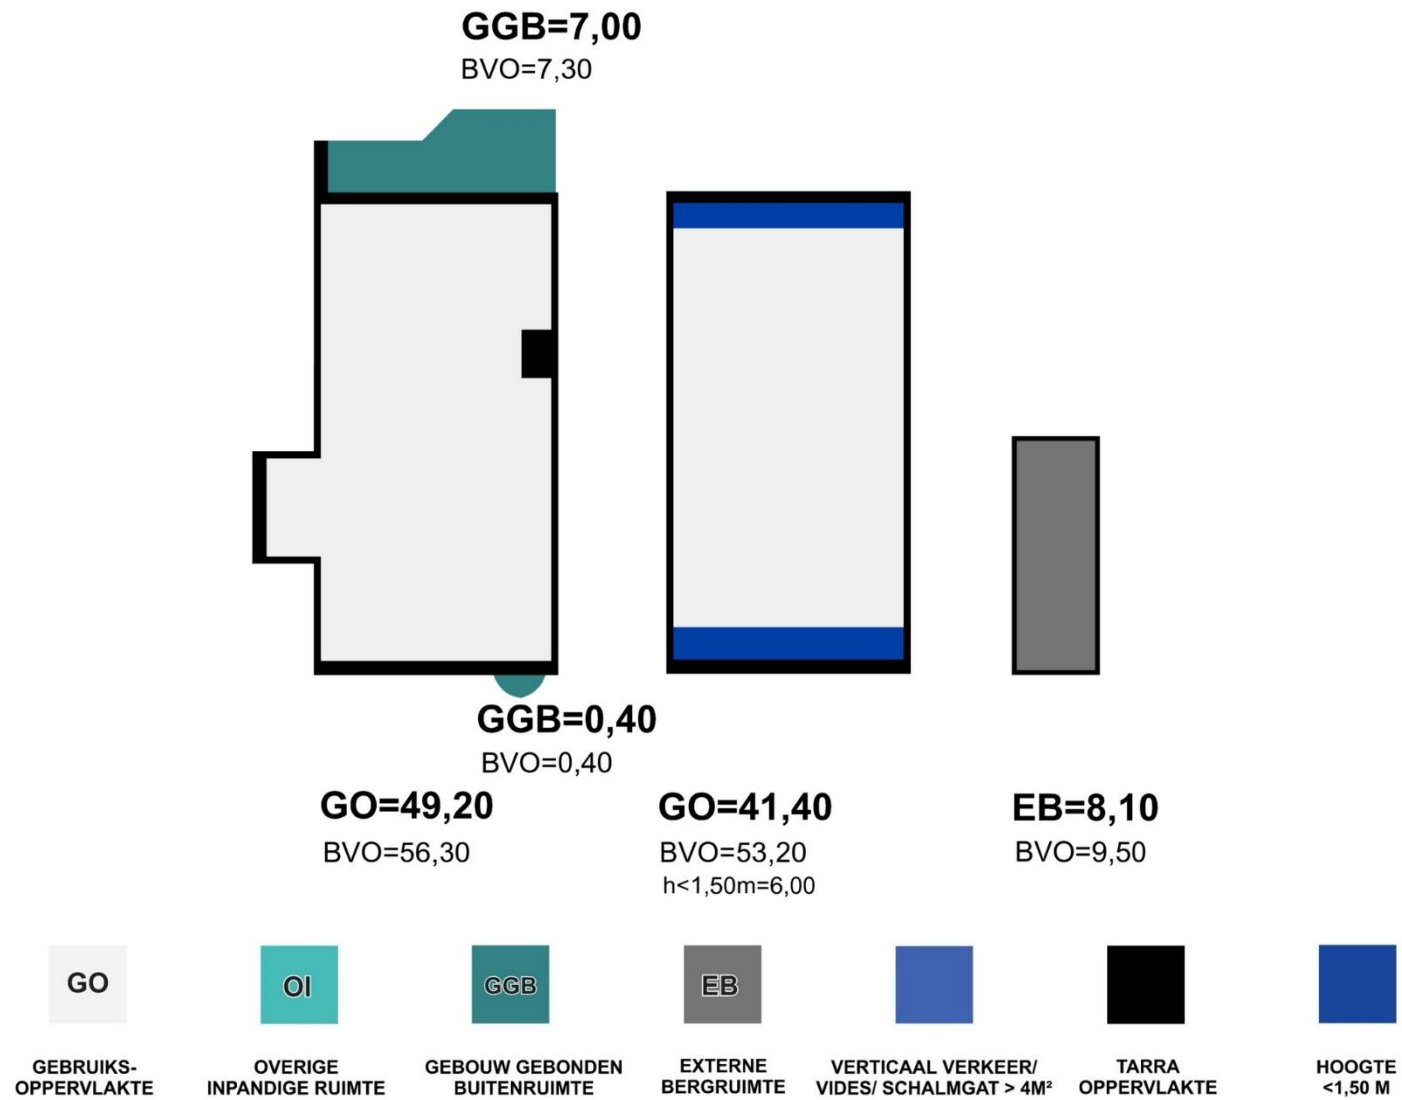 GGB=7,00
BVO=7,30
GGB=0,40
BVO=0,40
GO=49,20
BVO=56,30
GO=41,40
BVO=53,20
h<1,50m=6,00
EB=8,10
BVO=9,50
GO
GEBRUIKS-
OPPERVLAKTE
OI
OVERIGE
INPANDIGE RUIMTE
GGB
GEBOUW GEBONDEN
BUITENRUIMTE
EB
EXTERNE
BERGRUIMTE
VERTICAAL VERKEER/
VIDES/ SCHALMGAT > 4M²
TARRA
OPPERVLAKTE
HOOGTE
<1,50 M